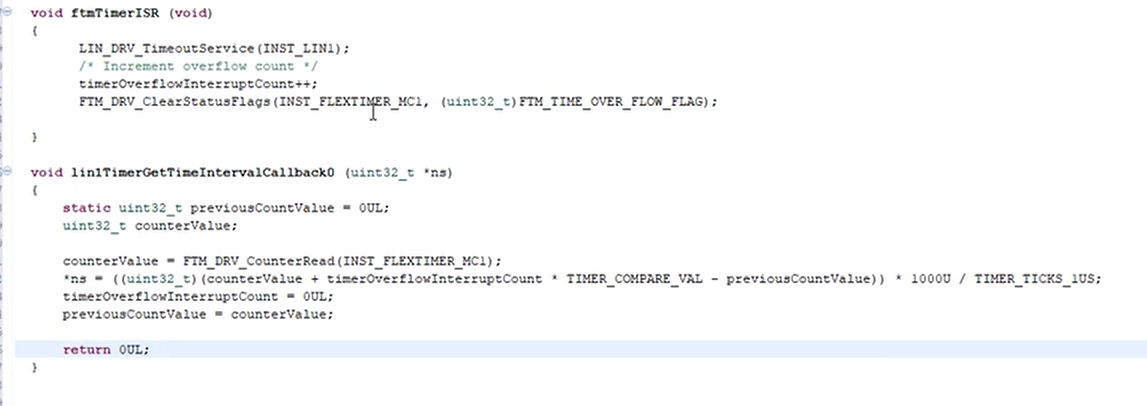 void ftmTimerISR (void)
{
LIN_DRV_TimeoutService(INST_LIN1);
/* Increment overflow count */
timerOverflowInterruptCount++;
FTM_DRV_ClearStatusFlags(INST_FLEXTIMER_MC1, (uint32_t)FTM_TIME_OVER_FLOW_FLAG);
}
void lin1TimerGetTimeIntervalCallback0 (uint32_t *ns)
{
static uint32_t previousCountValue = 0UL;
uint32_t counterValue;
counterValue = FTM_DRV_CounterRead(INST_FLEXTIMER_MC1);
*ns = ((uint32_t)(counterValue + timerOverflowInterruptCount * TIMER_COMPARE_VAL - previousCountValue)) * 1000U / TIMER_TICKS_1US;
timerOverflowInterruptCount = 0UL;
previousCountValue = counterValue;
return 0UL;
}